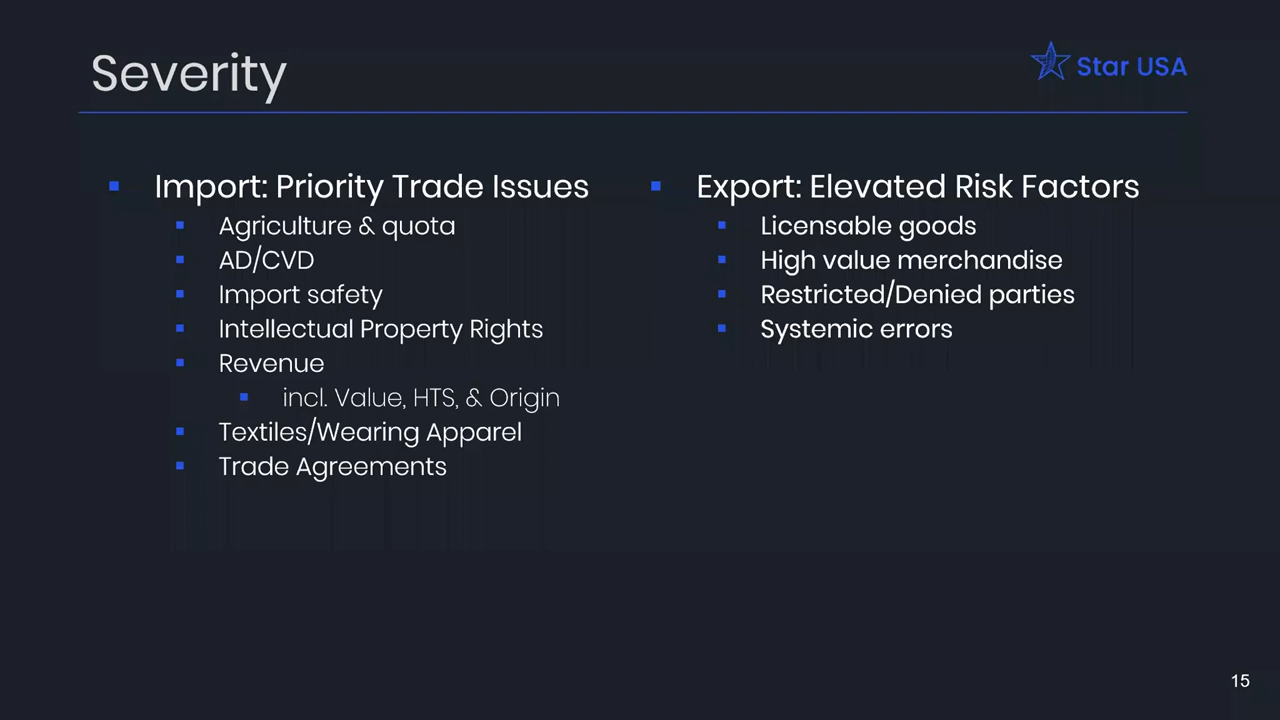 Severity
Star USA
Import: Priority Trade Issues
Agriculture & quota
AD/CVD
Import safety
Intellectual Property Rights
Revenue
incl. Value, HTS, & Origin
Textiles/Wearing Apparel
Trade Agreements
Export: Elevated Risk Factors
Licensable goods
High value merchandise
Restricted/Denied parties
Systemic errors
15